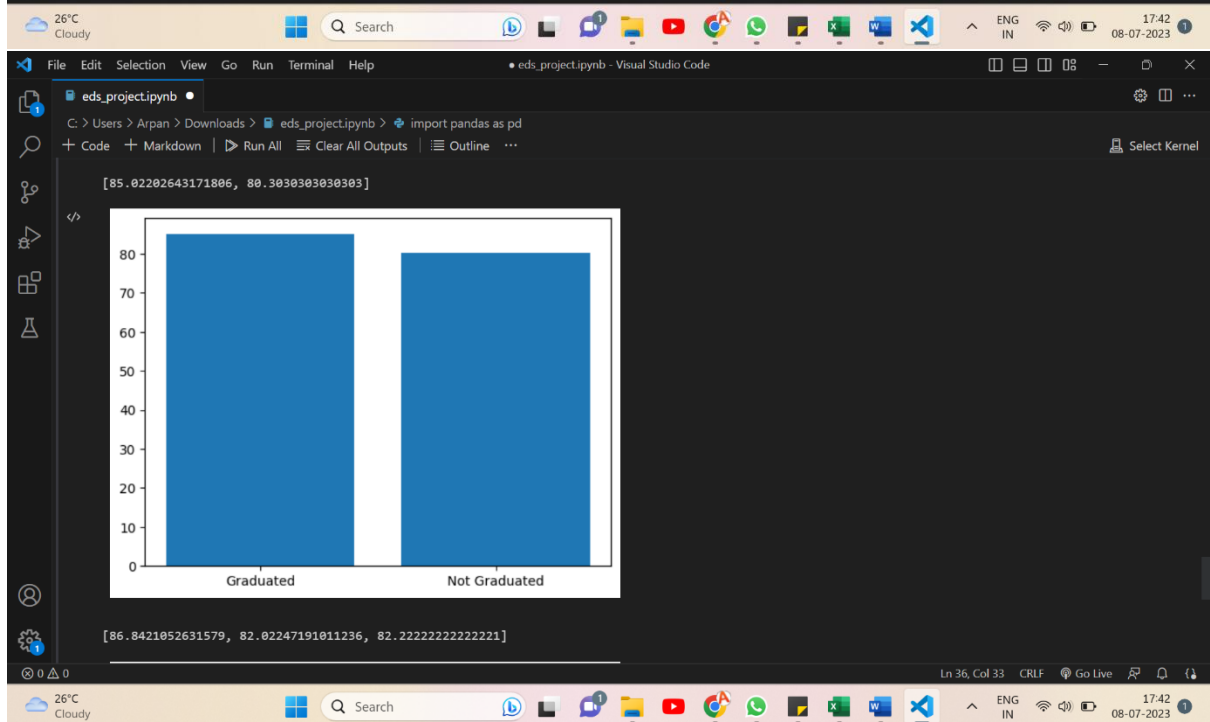 26°C
Cloudy
Search
ENG
IN
17:42
08-07-2023
1
File Edit Selection View Go Run Terminal Help
● eds_project.ipynb - Visual Studio Code
eds_project.ipynb ●
C: > Users > Arpan > Downloads > eds_project.ipynb > import pandas as pd
+ Code + Markdown | Run All Clear All Outputs | Outline ...
Select Kernel
[85.02202643171806, 80.3030303030303]
80
70
60
50
40
30
20
10
0
Graduated Not Graduated
[86.8421052631579, 82.02247191011236, 82.22222222222221]
0 0
Ln 36, Col 33 CRLF Go Live
26°C
Cloudy
Search
ENG
IN
17:42
08-07-2023
1